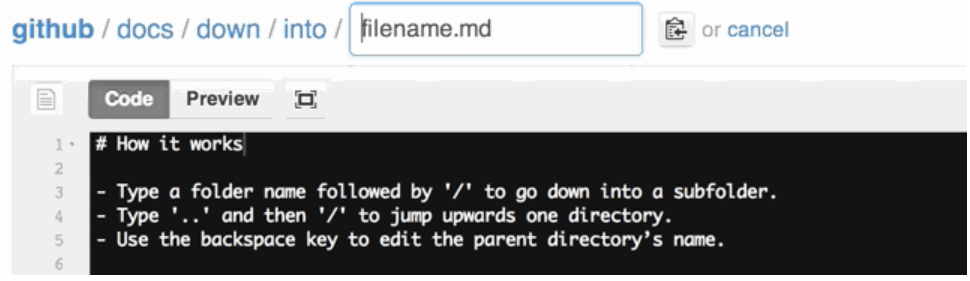 github / docs / down / into / filename.md or cancel
Code Preview
1 # How it works
2
3 - Type a folder name followed by '/' to go down into a subfolder.
4 - Type '..' and then '/' to jump upwards one directory.
5 - Use the backspace key to edit the parent directory’s name.
6